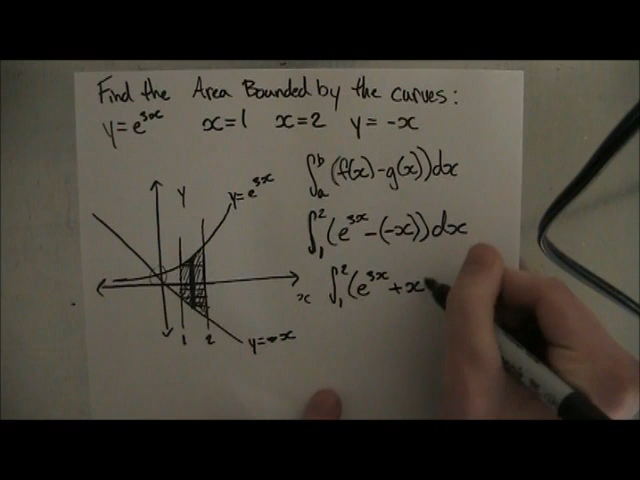 Find the Area Bounded by the curves:
y=e^3x x=1 x=2 y=-x
∫_a^b (f(x)-g(x))dx
∫_1^2 (e^3x-(-x))dx
∫_1^2 (e^3x+x
y
y=e^3x
x
1 2
y=-x